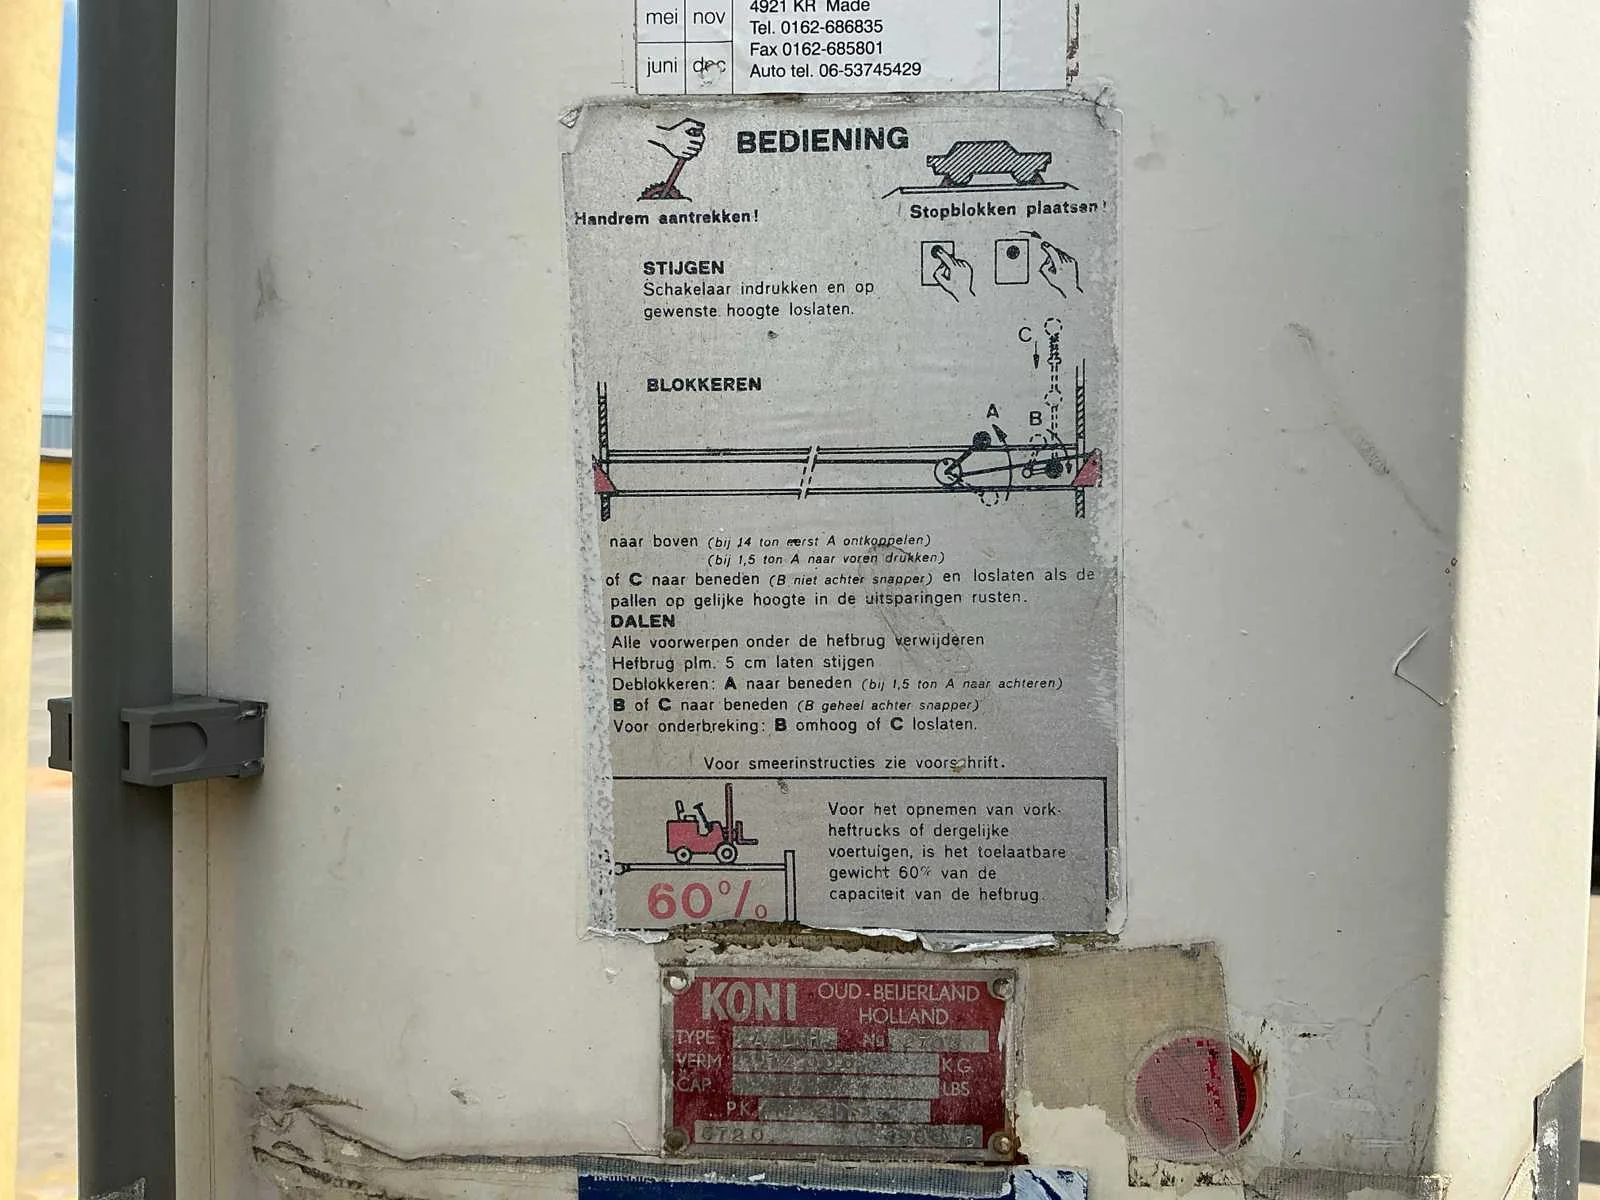 mei nov
4921 KR Made
Tel. 0162-686835
Fax 0162-685801
juni dec
Auto tel. 06-53745429
BEDIENING
Handrem aantrekken!
Stopblokken plaatsen!
STIJGEN
Schakelaar indrukken en op
gewenste hoogte loslaten.
C
BLOKKEREN
A
B
naar boven (bij 14 ton eerst A ontkoppelen)
(bij 1,5 ton A naar voren drukken)
of C naar beneden (B niet achter snapper) en loslaten als de
pallen op gelijke hoogte in de uitsparingen rusten.
DALEN
Alle voorwerpen onder de hefbrug verwijderen
Hefbrug plm. 5 cm laten stijgen
Deblokkeren: A naar beneden (bij 1,5 ton A naar achteren)
B of C naar beneden (B geheel achter snapper)
Voor onderbreking: B omhoog of C loslaten.
Voor smeerinstructies zie voorschrift.
Voor het opnemen van vork-
heftrucks of dergelijke
voertuigen, is het toelaatbare
gewicht 60% van de
capaciteit van de hefbrug.
60%
KONI OUD-BEIJERLAND
HOLLAND
TYPE No
VERM K.G.
CAP. LBS
PK
6720